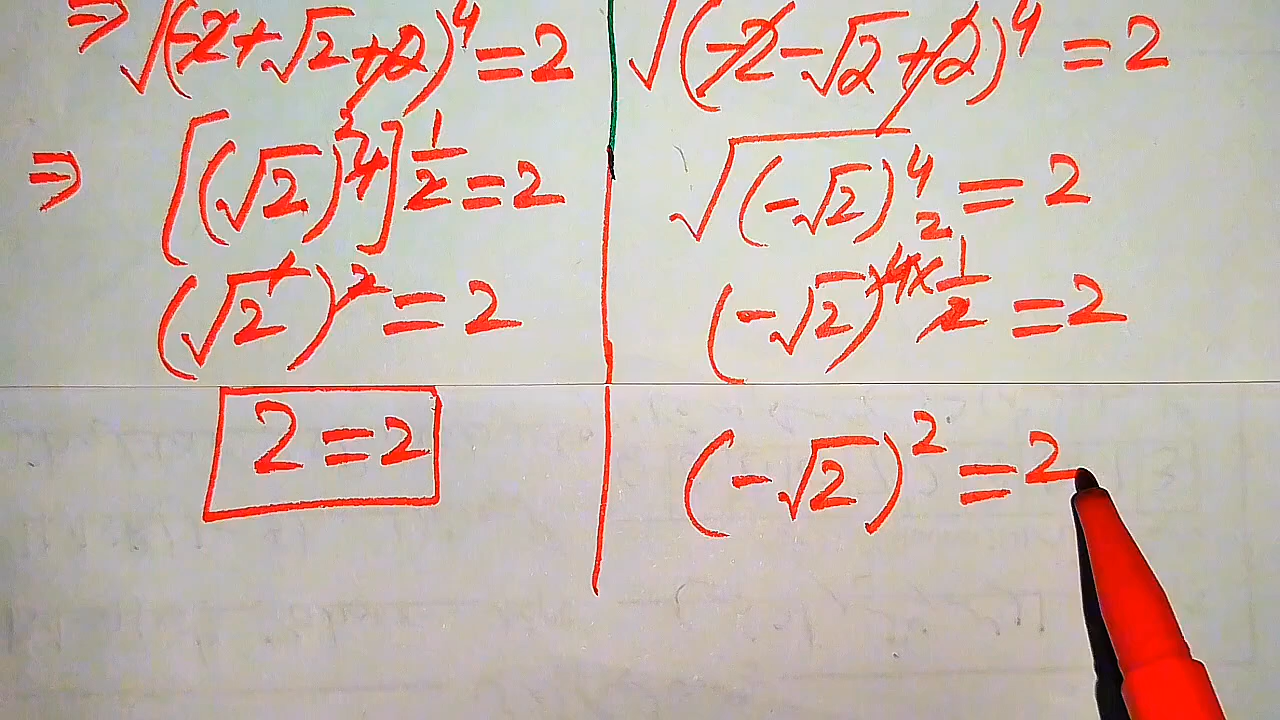 ⇒ √(-2+√2+2)⁴ = 2
⇒ [(√2)⁴]^(1/2) = 2
(√2)² = 2
2 = 2
√(-2-√2+2)⁴ = 2
√(-√2)⁴ = 2
(-√2)^(4×1/2) = 2
(-√2)² = 2